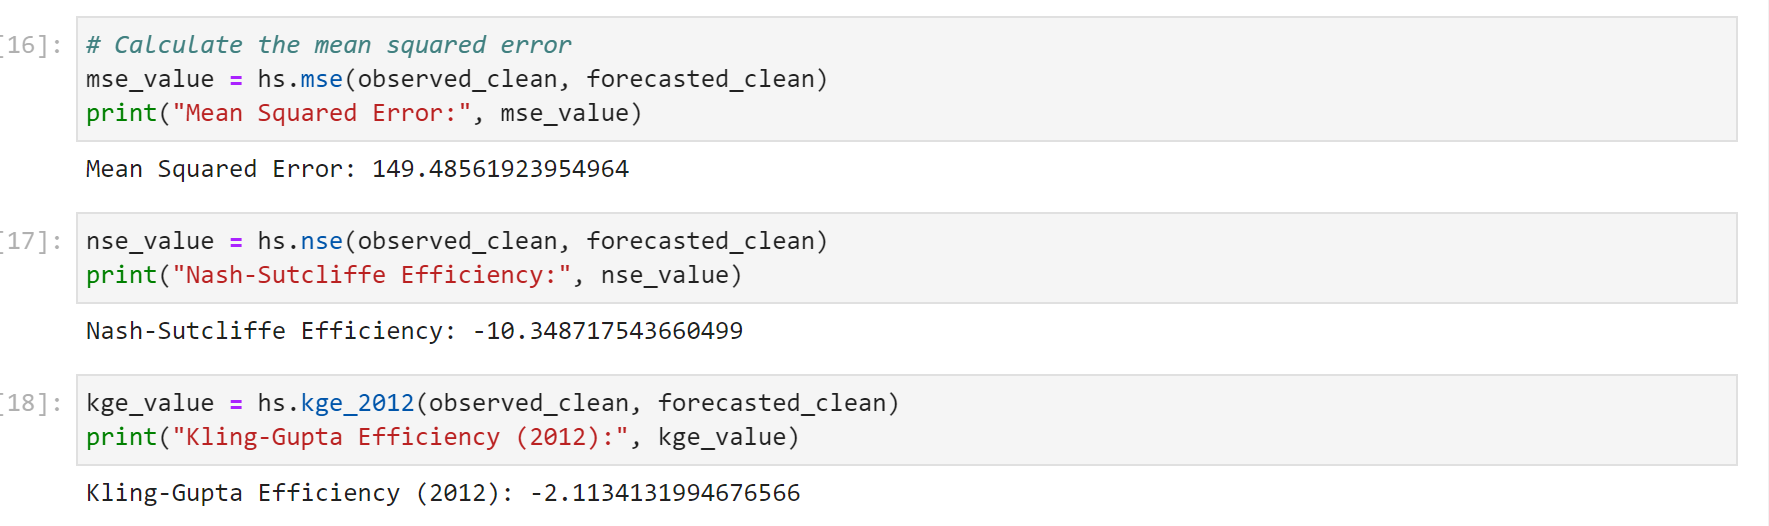 [16]: # Calculate the mean squared error
mse_value = hs.mse(observed_clean, forecasted_clean)
print("Mean Squared Error:", mse_value)
Mean Squared Error: 149.48561923954964
[17]: nse_value = hs.nse(observed_clean, forecasted_clean)
print("Nash-Sutcliffe Efficiency:", nse_value)
Nash-Sutcliffe Efficiency: -10.348717543660499
[18]: kge_value = hs.kge_2012(observed_clean, forecasted_clean)
print("Kling-Gupta Efficiency (2012):", kge_value)
Kling-Gupta Efficiency (2012): -2.1134131994676566